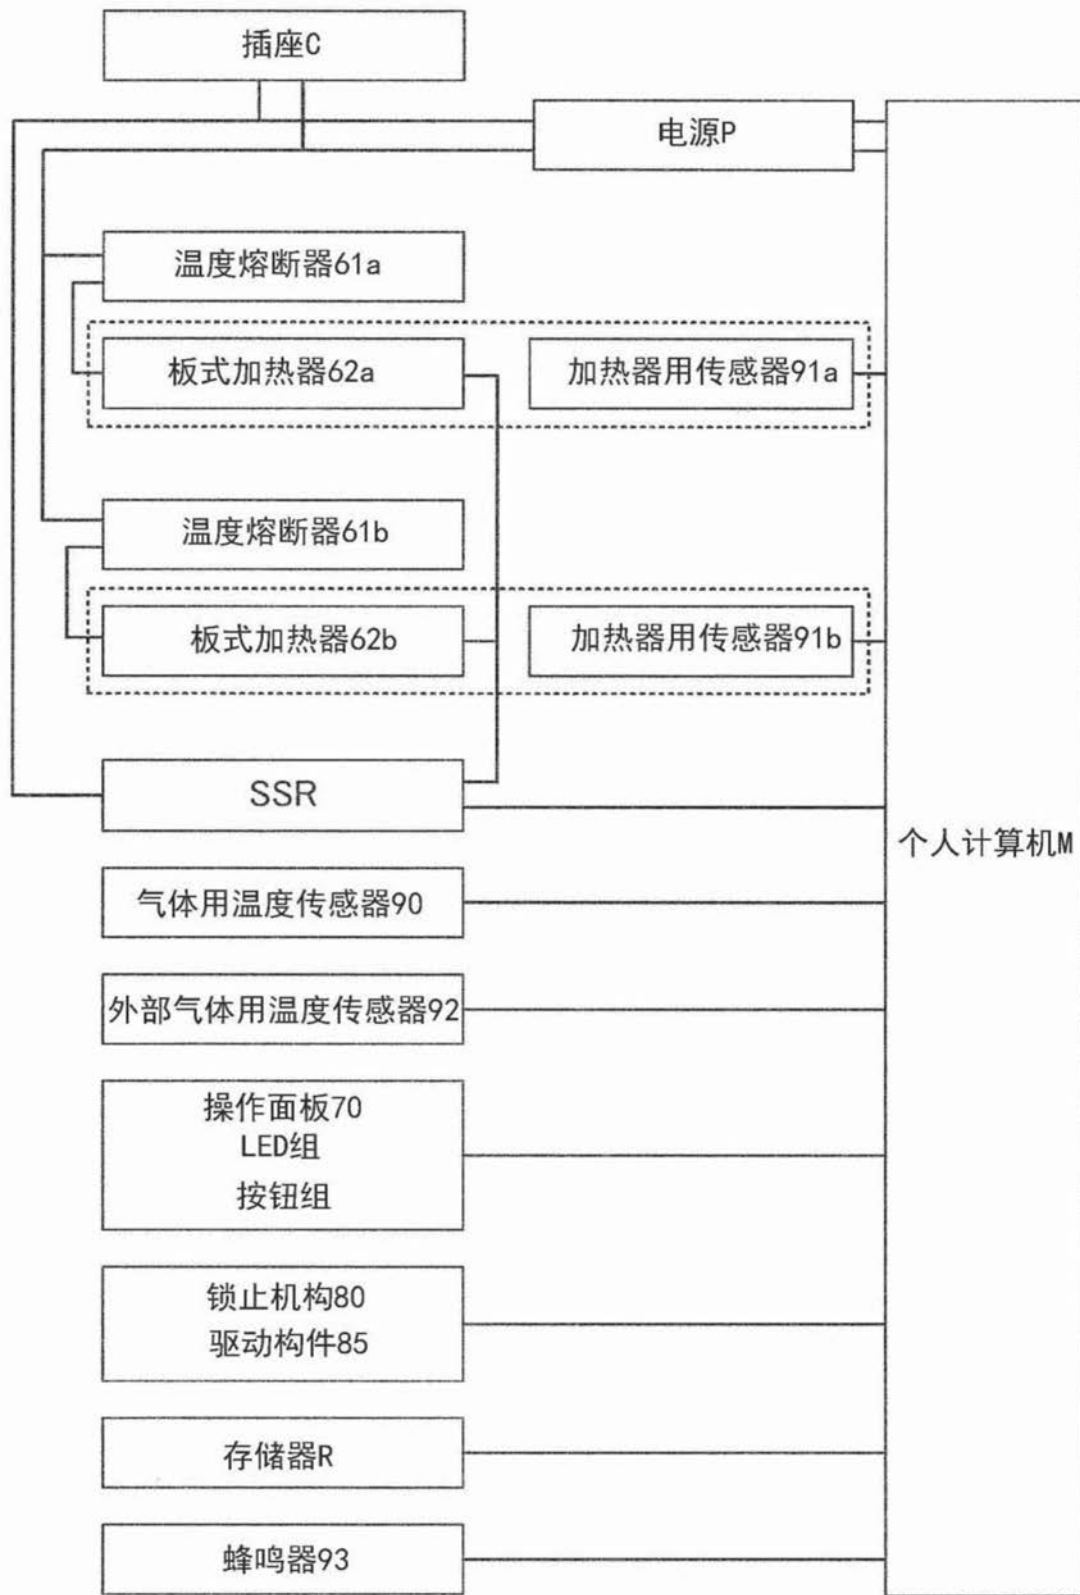 插座C
电源P
温度熔断器61a
板式加热器62a
加热器用传感器91a
温度熔断器61b
板式加热器62b
加热器用传感器91b
SSR
个人计算机M
气体用温度传感器90
外部气体用温度传感器92
操作面板70
LED组
按钮组
锁止机构80
驱动构件85
存储器R
蜂鸣器93